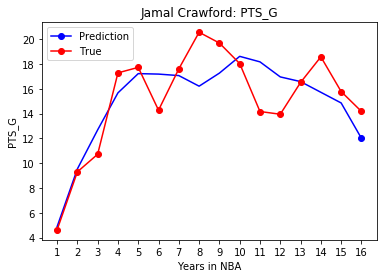 Jamal Crawford: PTS_G
Prediction
True
20
18
16
14
12
10
8
6
4
PTS_G
1 2 3 4 5 6 7 8 9 10 11 12 13 14 15 16
Years in NBA